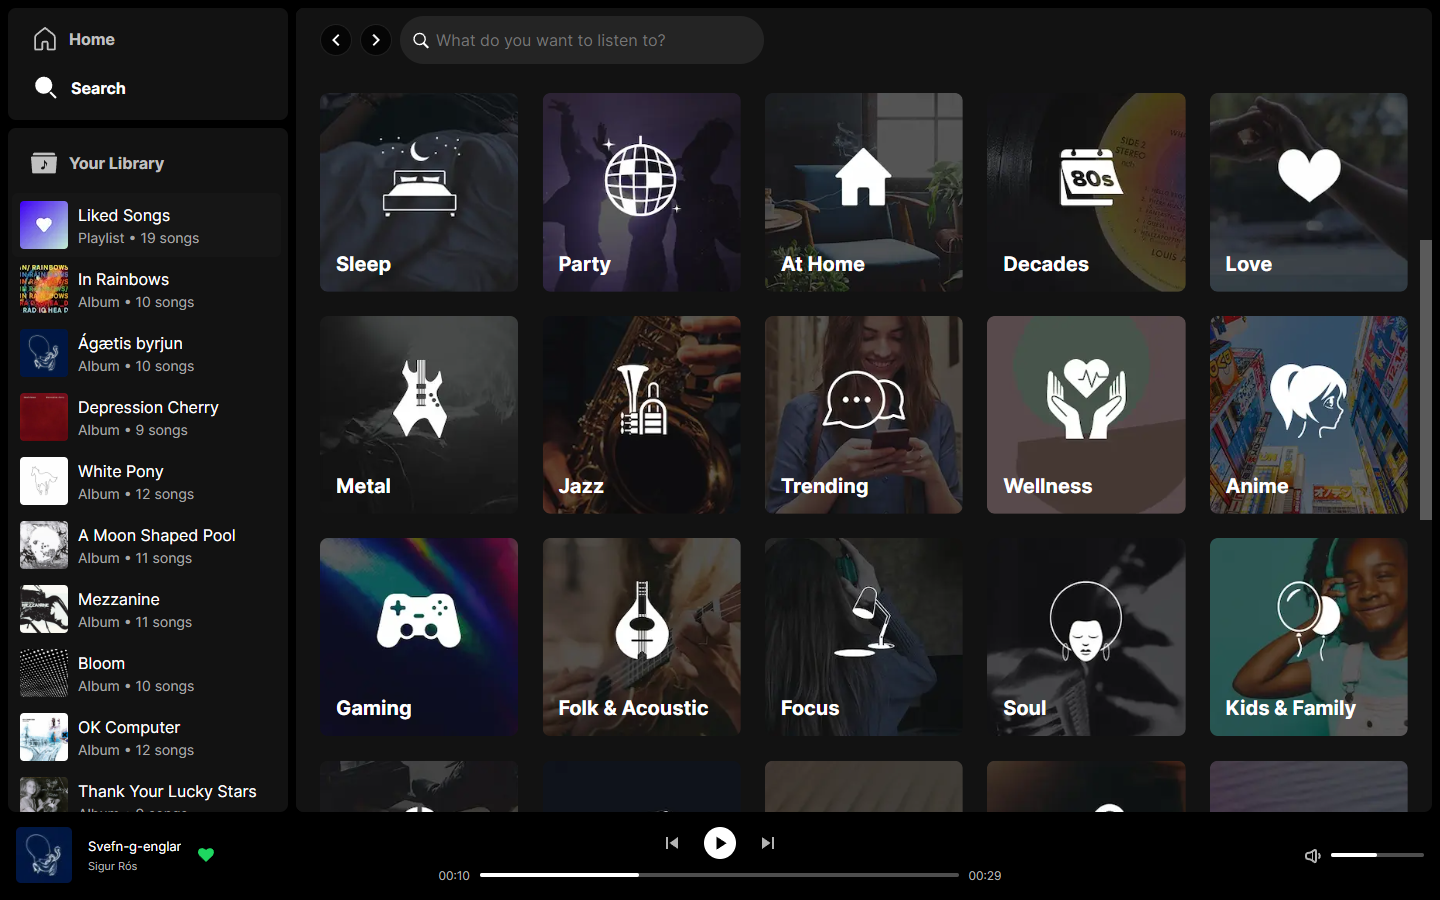 Home
Search
Your Library
Liked Songs
Playlist • 19 songs
In Rainbows
Album • 10 songs
Ágætis byrjun
Album • 10 songs
Depression Cherry
Album • 9 songs
White Pony
Album • 12 songs
A Moon Shaped Pool
Album • 11 songs
Mezzanine
Album • 11 songs
Bloom
Album • 10 songs
OK Computer
Album • 12 songs
Thank Your Lucky Stars
What do you want to listen to?
Sleep
Party
At Home
SIDE 2
STEREO
80s
Decades
Love
Metal
Jazz
Trending
Wellness
Anime
Gaming
Folk & Acoustic
Focus
Soul
Kids & Family
Svefn-g-englar
Sigur Rós
00:10
00:29